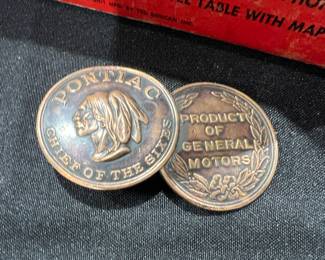 TABLE WITH MAP
PONTIAC
CHIEF OF THE SIXES
PRODUCT
OF
GENERAL
MOTORS